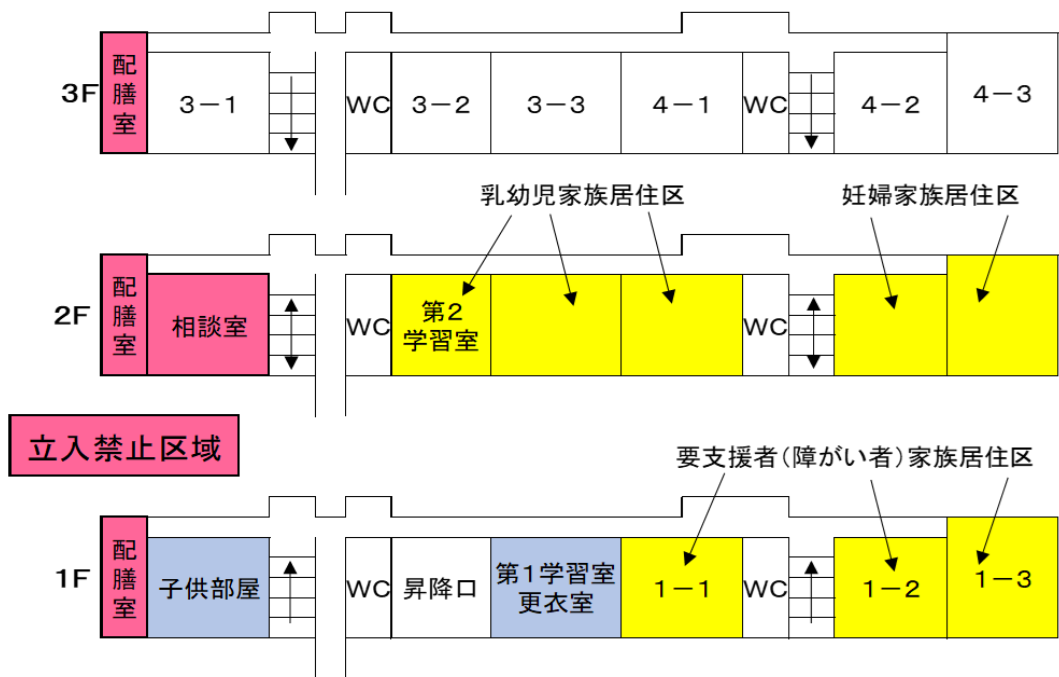 3F
配膳室
3－1
WC
3－2
3－3
4－1
WC
4－2
4－3
乳幼児家族居住区
妊婦家族居住区
2F
配膳室
相談室
WC
第2
学習室
WC
立入禁止区域
要支援者(障がい者)家族居住区
1F
配膳室
子供部屋
WC
昇降口
第1学習室
更衣室
1－1
WC
1－2
1－3